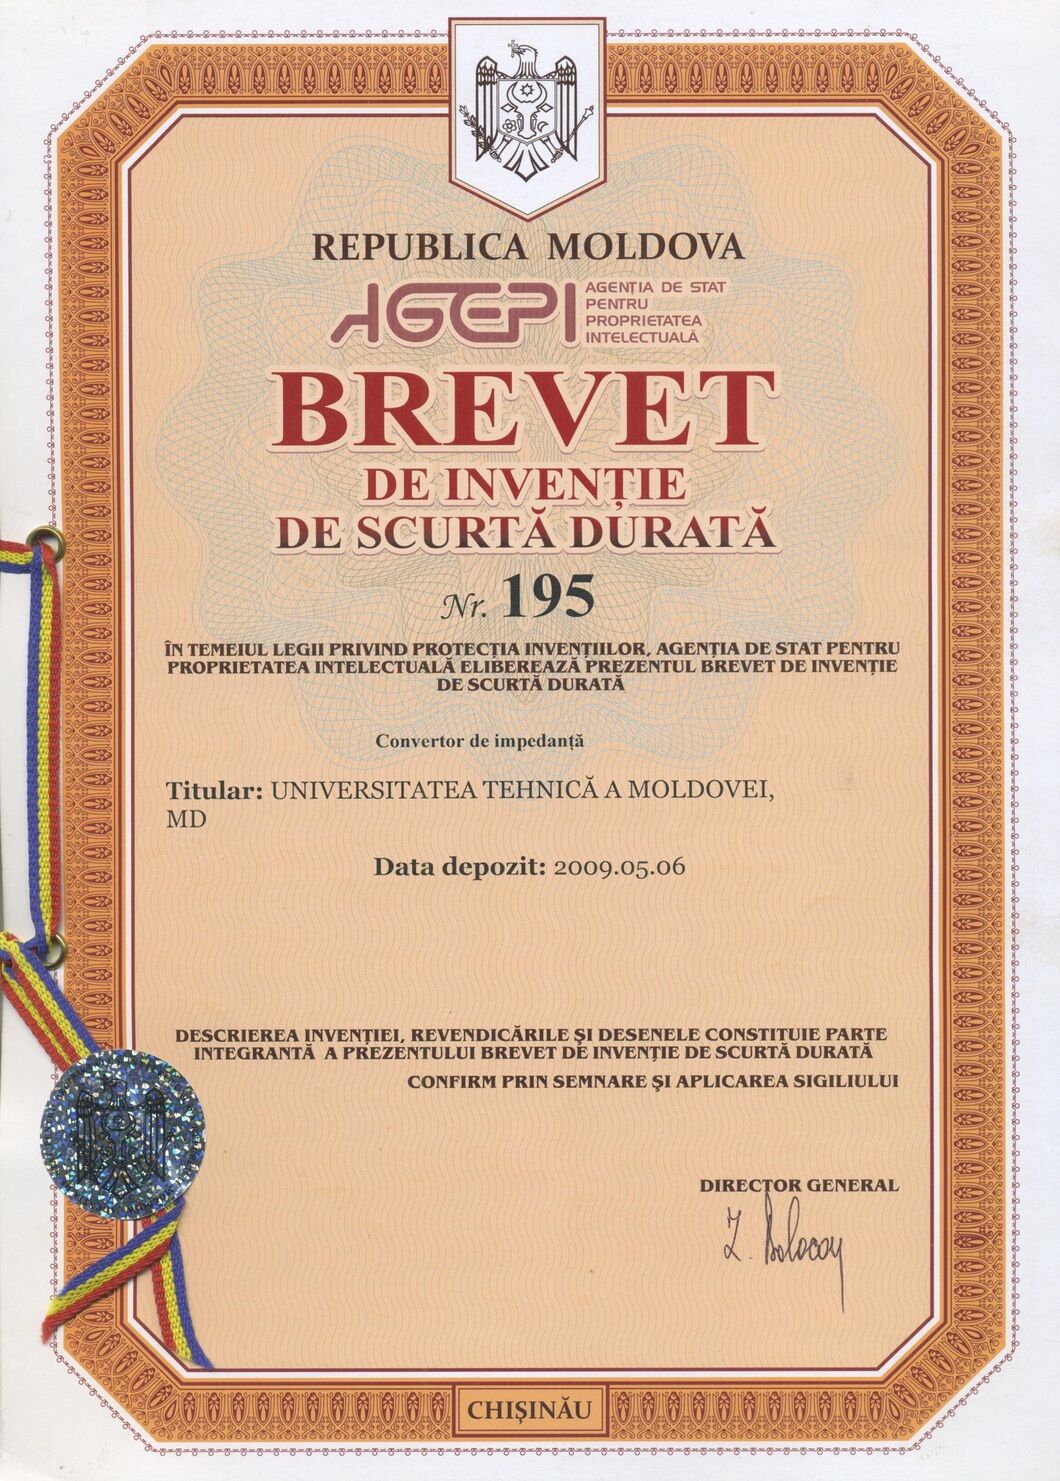 REPUBLICA MOLDOVA
AGEPI
AGENȚIA DE STAT
PENTRU
PROPRIETATEA
INTELECTUALĂ
BREVET
DE INVENȚIE
DE SCURTĂ DURATĂ
Nr. 195
ÎN TEMEIUL LEGII PRIVIND PROTECȚIA INVENȚIILOR, AGENȚIA DE STAT PENTRU
PROPRIETATEA INTELECTUALĂ ELIBEREAZĂ PREZENTUL BREVET DE INVENȚIE
DE SCURTĂ DURATĂ
Convertor de impedanță
Titular: UNIVERSITATEA TEHNICĂ A MOLDOVEI,
MD
Data depozit: 2009.05.06
DESCRIEREA INVENȚIEI, REVENDICĂRILE ȘI DESENELE CONSTITUIE PARTE
INTEGRANTĂ A PREZENTULUI BREVET DE INVENȚIE DE SCURTĂ DURATĂ
CONFIRM PRIN SEMNARE ȘI APLICAREA SIGILIULUI
DIRECTOR GENERAL
CHIȘINĂU